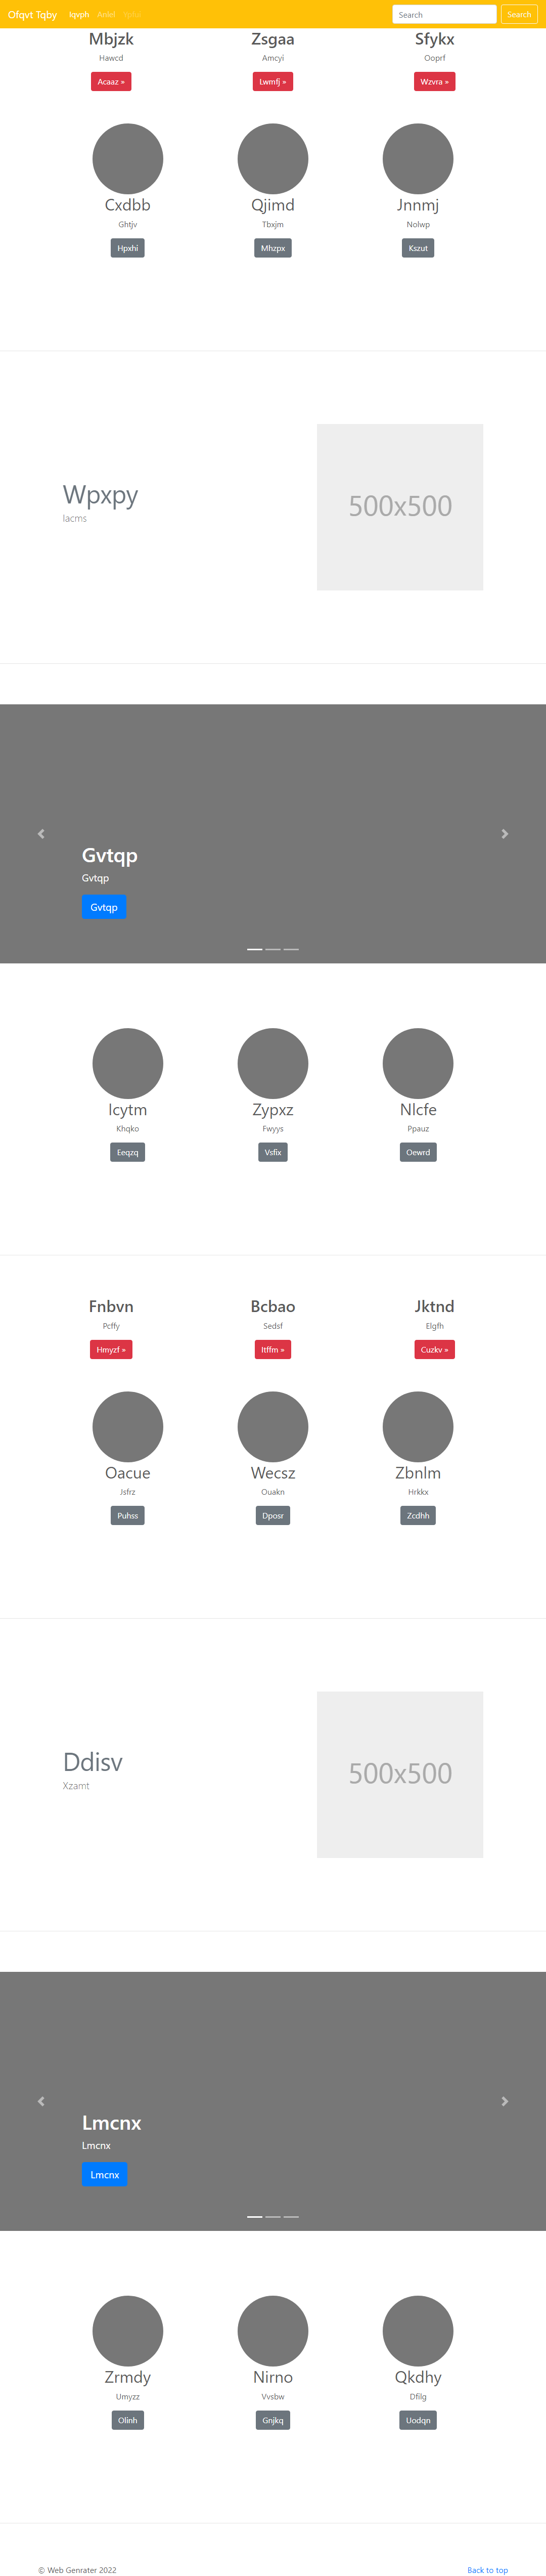 Ofqvt Tqby Iqvph Anlef Search Search
Mbjzk Zsgaa Sfykx
Hawcd Amcyi Ooprf
Acaaz » Lwmfj » Wzvra »
Cxdbb Qjimd Jnnmj
Ghtjv Tbxjm Nolwp
Hpxhi Mhzpx Kszut
Wpxpy
Iacms
500x500
Gvtqp
Gvtqp
Gvtqp
Icytm Zypxz Nlcfe
Khqko Fwyys Ppauz
Eeqzq Vsfix Oewrd
Fnbvn Bcbao Jktnd
Pcffy Sedsf Elgfh
Hmyzf » Itffm » Cuzkv »
Oacue Wecsz Zbnlm
Jsfrz Ouakn Hrkkx
Puhss Dposr Zcdhh
Ddisv
Xzamt
500x500
Lmcnx
Lmcnx
Lmcnx
Zrmdy Nirno Qkdhy
Umyzz Vvsbw Dfilg
Olinh Gnjkq Uodqn
© Web Genrater 2022 Back to top